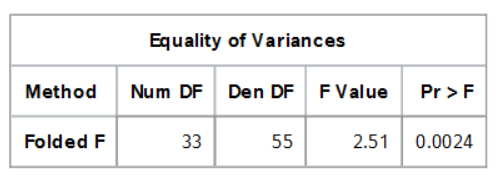 Equality of Variances
Method Num DF Den DF F Value Pr > F
Folded F 33 55 2.51 0.0024